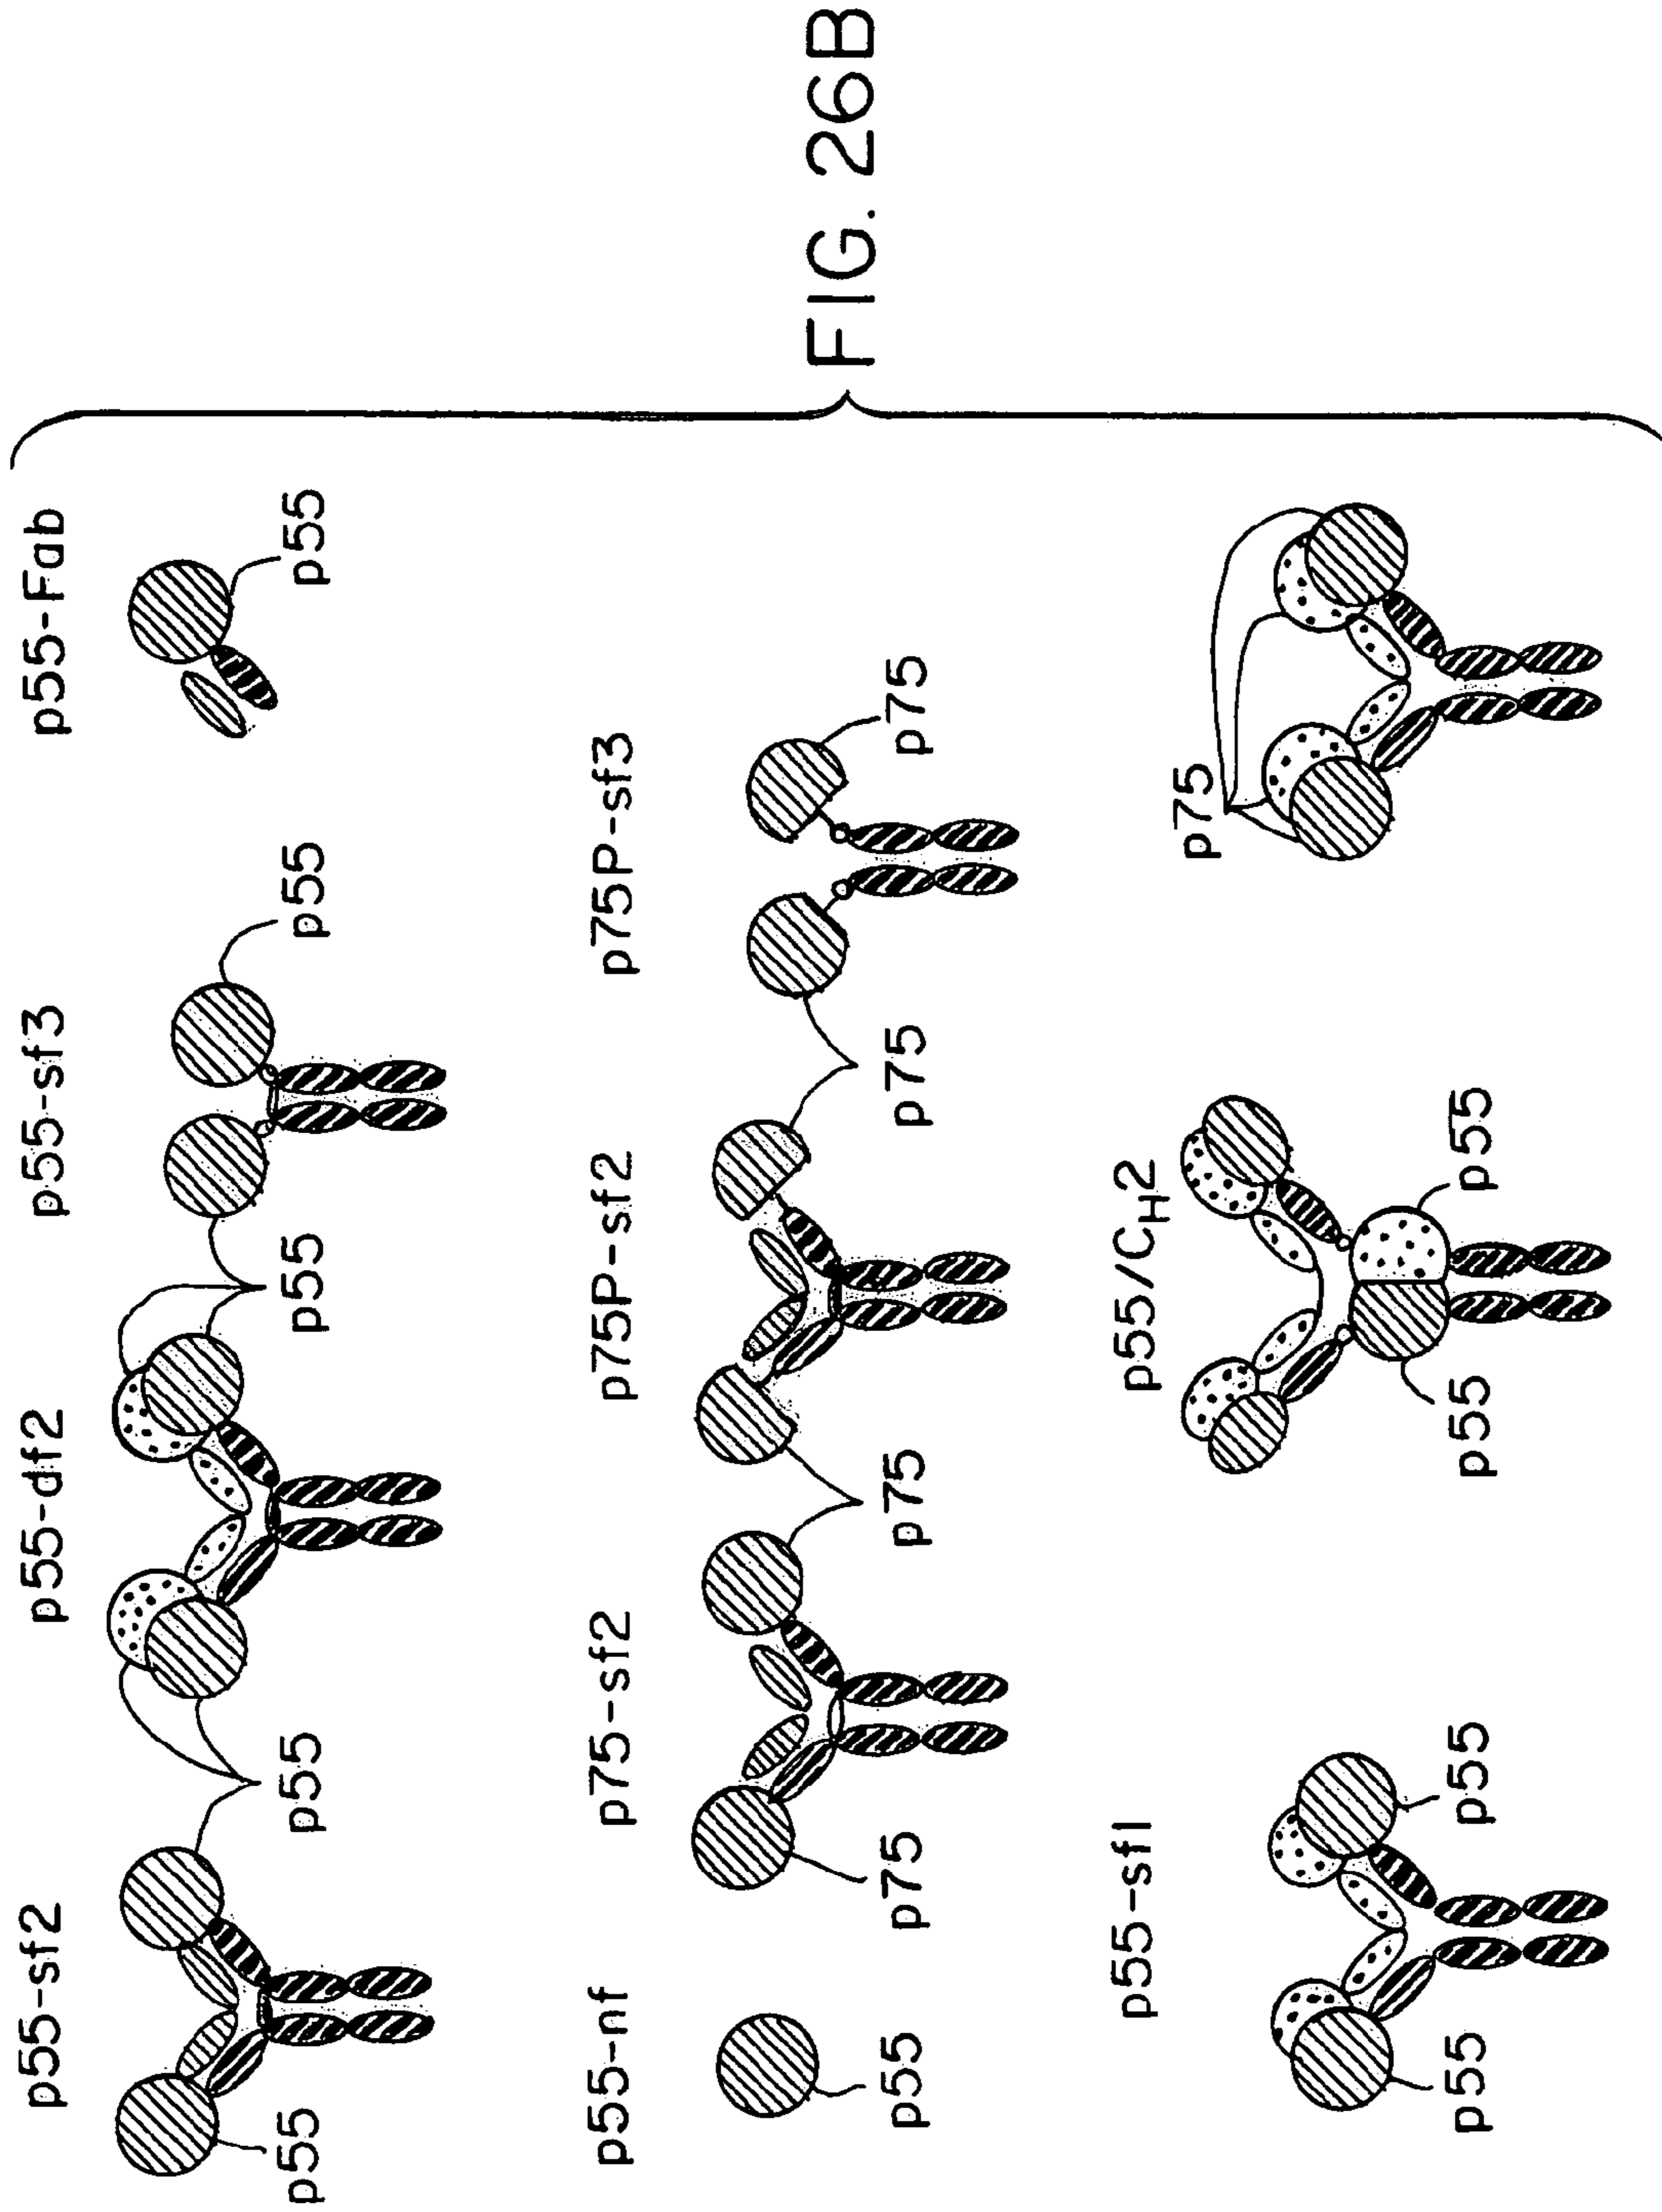 p55-sf2 p55-df2 p55-sf3 p55-Fab
p55 p55 p55 p55 p55
p55-nf p75-sf2 p75P-sf2 p75P-sf3
p55 p75 p75 p75 p75
p55-sf1 p55/CH2 p75
p55 p55 p55 p55
FIG. 26B